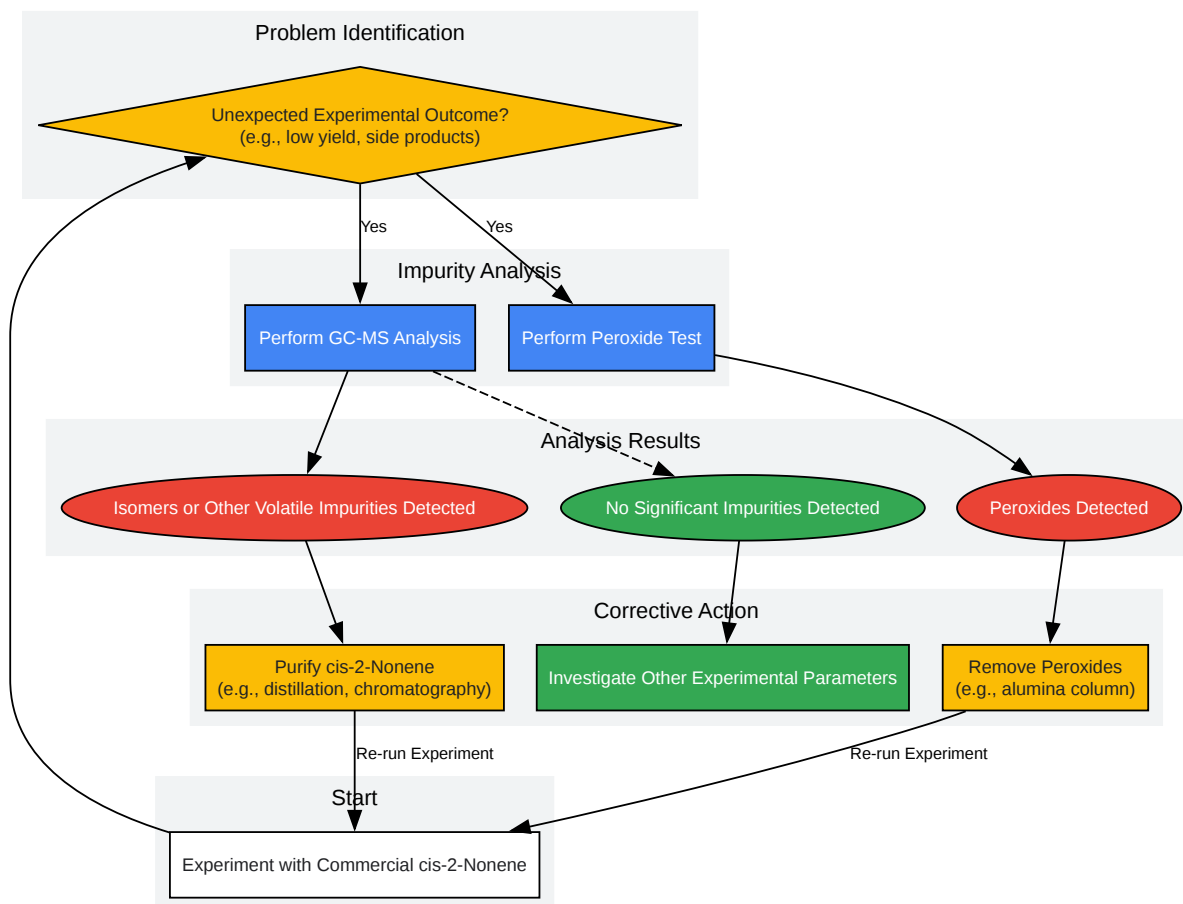 Problem Identification
Unexpected Experimental Outcome?
(e.g., low yield, side products)
Yes
Yes
Impurity Analysis
Perform GC-MS Analysis
Perform Peroxide Test
Analysis Results
Isomers or Other Volatile Impurities Detected
No Significant Impurities Detected
Peroxides Detected
Corrective Action
Purify cis-2-Nonene
(e.g., distillation, chromatography)
Investigate Other Experimental Parameters
Remove Peroxides
(e.g., alumina column)
Re-run Experiment
Re-run Experiment
Start
Experiment with Commercial cis-2-Nonene